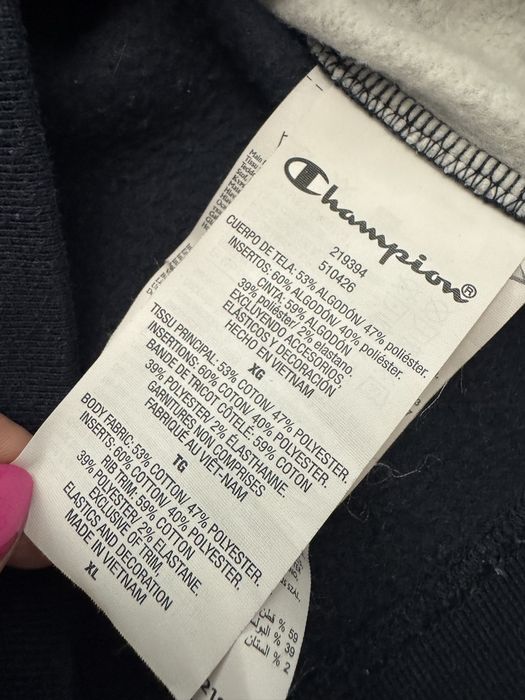 Champion®
219394
510426
CUERPO DE TELA: 53% ALGODÓN/ 47% poliéster.
INSERTOS: 60% ALGODÓN/ 40% poliéster.
CINTA: 59% ALGODÓN
39% poliéster/ 2% elastano
EXCLUYENDO ACCESORIOS,
ELÁSTICOS Y DECORACIÓN
HECHO EN VIETNAM
XG
TISSU PRINCIPAL: 53% COTON/ 47% POLYESTER.
INSERTIONS: 60% COTON/ 40% POLYESTER.
BANDE DE TRICOT CÔTELÉ: 59% COTON
39% POLYESTER/ 2% ÉLASTHANNE.
GARNITURES NON COMPRISES
FABRIQUÉ AU VIET-NAM
TG
BODY FABRIC: 53% COTTON/ 47% POLYESTER.
INSERTS: 60% COTTON/ 40% POLYESTER.
RIB TRIM: 59% COTTON
39% POLYESTER/ 2% ELASTANE.
EXCLUSIVE OF TRIM,
ELASTICS AND DECORATION
MADE IN VIETNAM
XL
59 % قطن
39 %
2 %